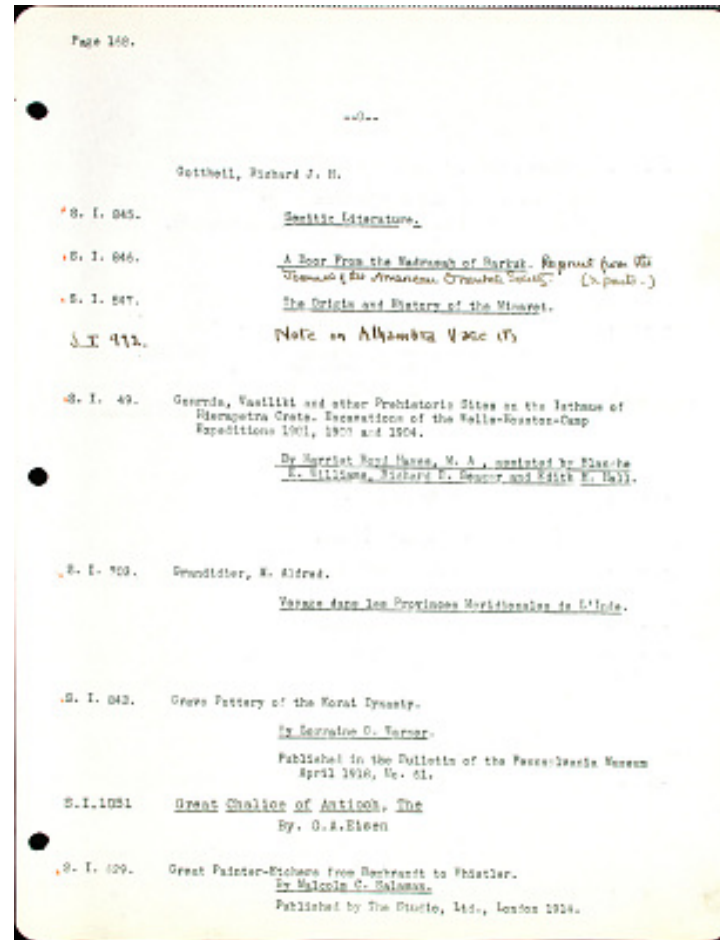 Page 168.
--G--
Gottheil, Richard J. H.
S. I. 845. Semitic Literature.
S. I. 846. A Door From the Madrasah of Barkuk. Reprint from the
Journal of the American Oriental Society. (2 parts.)
S. I. 847. The Origin and History of the Minaret.
S I 972. Note on Alhambra Vase
S. I. 49. Gournia, Vasiliki and other Prehistoric Sites on the Isthmus of
Hierapetra Crete. Excavations of the Wells-Houston-Cramp
Expeditions 1901, 1903 and 1904.
By Harriet Boyd Hawes, M. A., assisted by Blanche
E. Williams, Richard B. Seager and Edith H. Hall.
S. I. Grandidier, M. Alfred.
Voyage dans les Provinces Meridionales de L'Inde.
S. I. 843. Grave Pottery of the Korai Dynasty.
By Lorraine D. Warner.
Published in the Bulletin of the Pennsylvania Museum
April 1918, No. 61.
S.I.1051 Great Chalice of Antioch, The
By. G.A.Eisen
S. I. Great Painter-Etchers from Rembrandt to Whistler.
By Malcolm C. Salaman.
Published by The Studio, Ltd., London 1914.